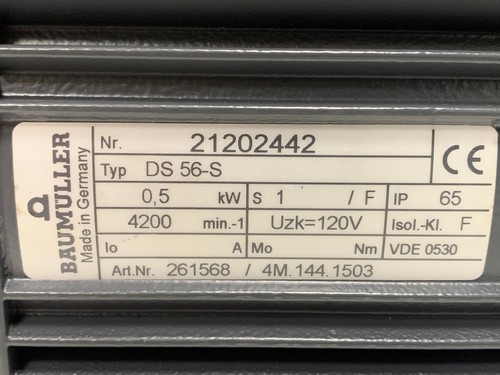 BAUMÜLLER
Made in Germany
Nr. 21202442
Typ DS 56-S
0,5 kW S 1 / F IP 65
4200 min.-1 Uzk=120V Isol.-Kl. F
Io A Mo Nm VDE 0530
Art.Nr. 261568 / 4M.144.1503
CE